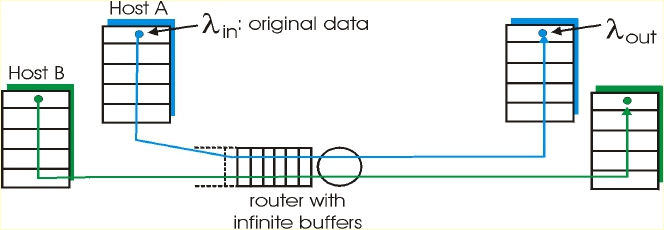 Host A
λin: original data
λout
Host B
router with
infinite buffers